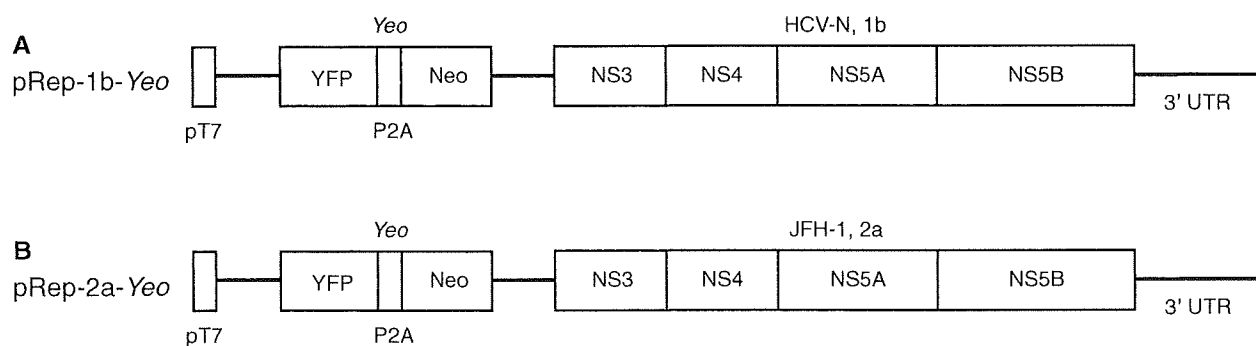 A
pRep-1b-Yeo
Yeo
HCV-N, 1b
YFP Neo NS3 NS4 NS5A NS5B
pT7 P2A 3' UTR
B
pRep-2a-Yeo
Yeo
JFH-1, 2a
YFP Neo NS3 NS4 NS5A NS5B
pT7 P2A 3' UTR